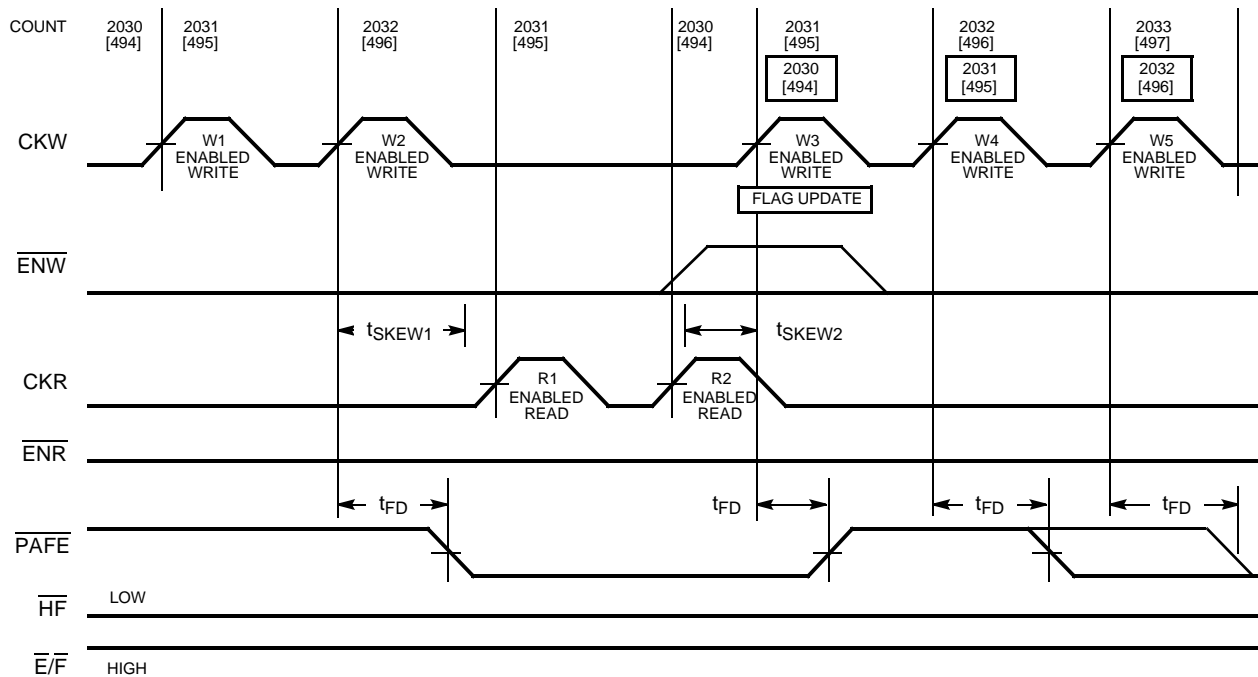 COUNT
2030
[494]
2031
[495]
2032
[496]
2031
[495]
2030
[494]
2031
[495]
2032
[496]
2033
[497]
2030
[494]
2031
[495]
2032
[496]
CKW
W1
ENABLED
WRITE
W2
ENABLED
WRITE
W3
ENABLED
WRITE
W4
ENABLED
WRITE
W5
ENABLED
WRITE
FLAG UPDATE
ENW
tSKEW1
tSKEW2
CKR
R1
ENABLED
READ
R2
ENABLED
READ
ENR
tFD
tFD
tFD
tFD
PAFE
HF
LOW
E/F
HIGH